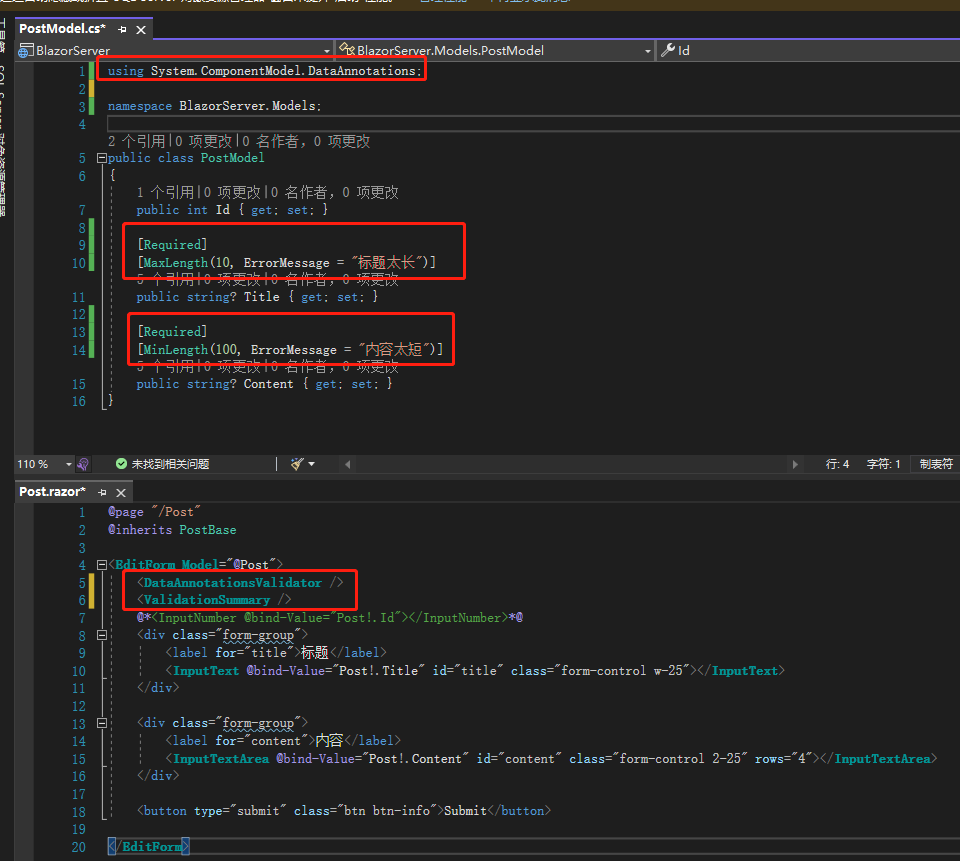 PostModel.cs*
BlazorServer
BlazorServer.Models.PostModel
Id
1 using System.ComponentModel.DataAnnotations;
2
3 namespace BlazorServer.Models;
4
2 个引用|0 项更改|0 名作者, 0 项更改
5 public class PostModel
6 {
1 个引用|0 项更改|0 名作者, 0 项更改
7 public int Id { get; set; }
8
9 [Required]
10 [MaxLength(10, ErrorMessage = "标题太长")]
5 个引用|0 项更改|0 名作者, 0 项更改
11 public string? Title { get; set; }
12
13 [Required]
14 [MinLength(100, ErrorMessage = "内容太短")]
5 个引用|0 项更改|0 名作者, 0 项更改
15 public string? Content { get; set; }
16 }
110 %
未找到相关问题
行: 4
字符: 1
制表符
Post.razor*
1 @page "/Post"
2 @inherits PostBase
3
4 <EditForm Model="@Post">
5 <DataAnnotationsValidator />
6 <ValidationSummary />
7 @*<InputNumber @bind-Value="Post!.Id"></InputNumber>*@
8 <div class="form-group">
9 <label for="title">标题</label>
10 <InputText @bind-Value="Post!.Title" id="title" class="form-control w-25"></InputText>
11 </div>
12
13 <div class="form-group">
14 <label for="content">内容</label>
15 <InputTextArea @bind-Value="Post!.Content" id="content" class="form-control 2-25" rows="4"></InputTextArea>
16 </div>
17
18 <button type="submit" class="btn btn-info">Submit</button>
19
20 </EditForm>